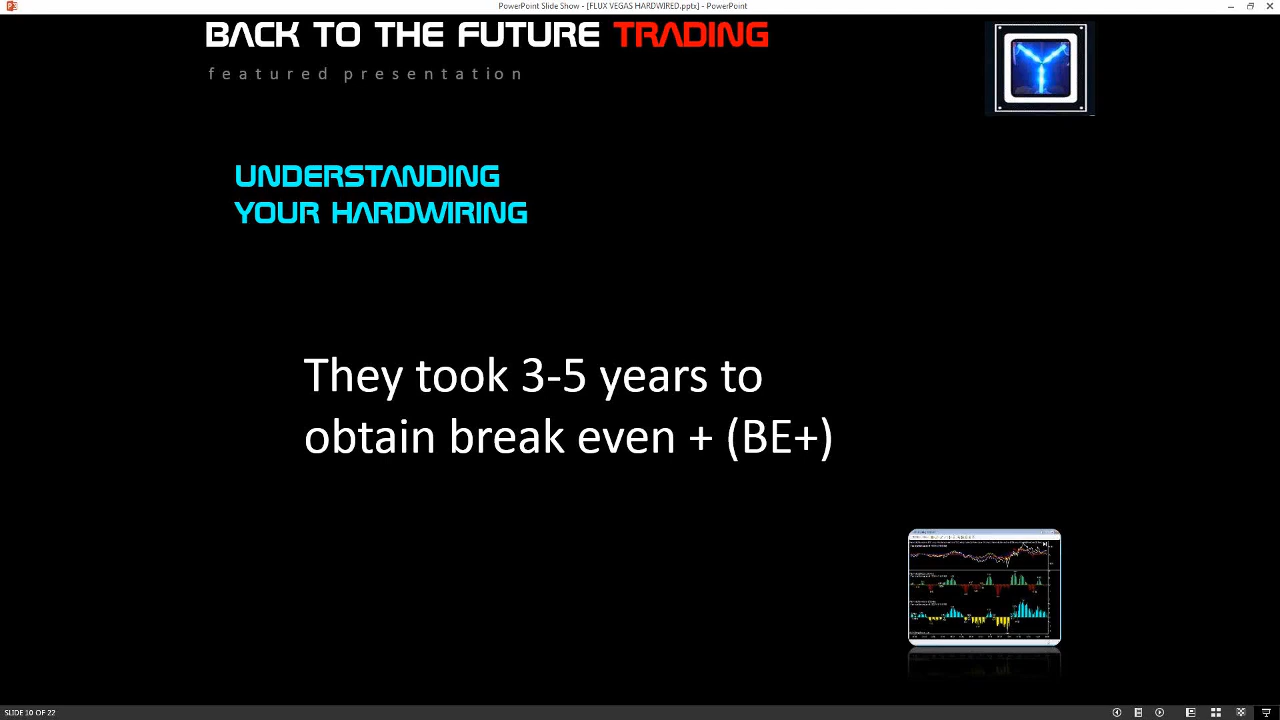 PowerPoint Slide Show - [FLUX VEGAS HARDWIRED.pptx] - PowerPoint
BACK TO THE FUTURE TRADING
featured presentation
UNDERSTANDING
YOUR HARDWIRING
They took 3-5 years to
obtain break even + (BE+)
SLIDE 10 OF 22